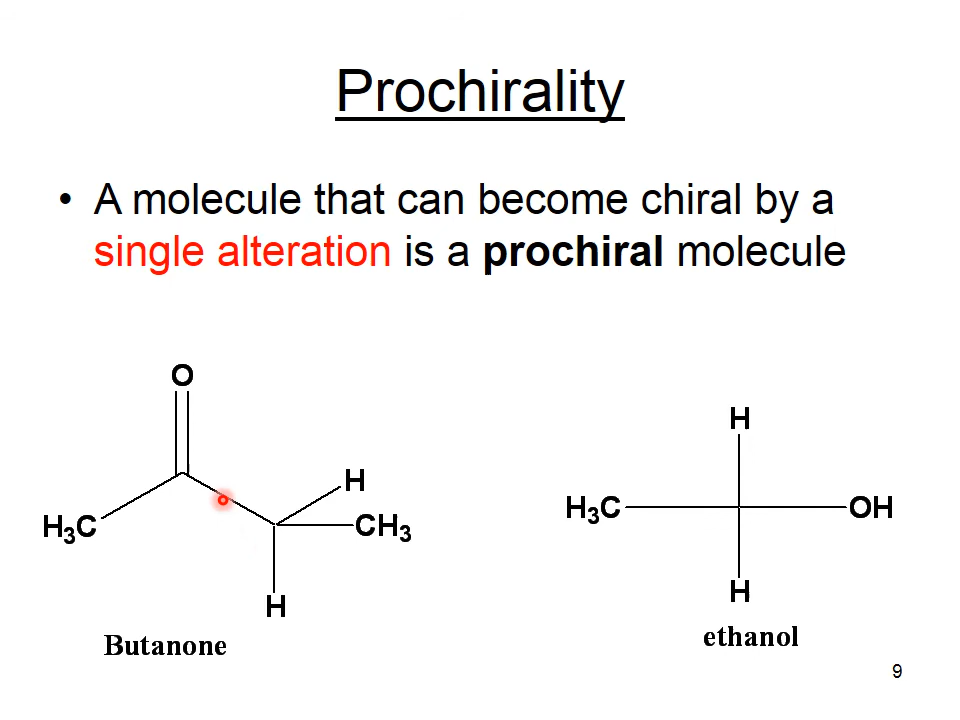 Prochirality
• A molecule that can become chiral by a
single alteration is a prochiral molecule
O
H
H₃C
CH₃
H
Butanone
H
H₃C
OH
H
ethanol
9